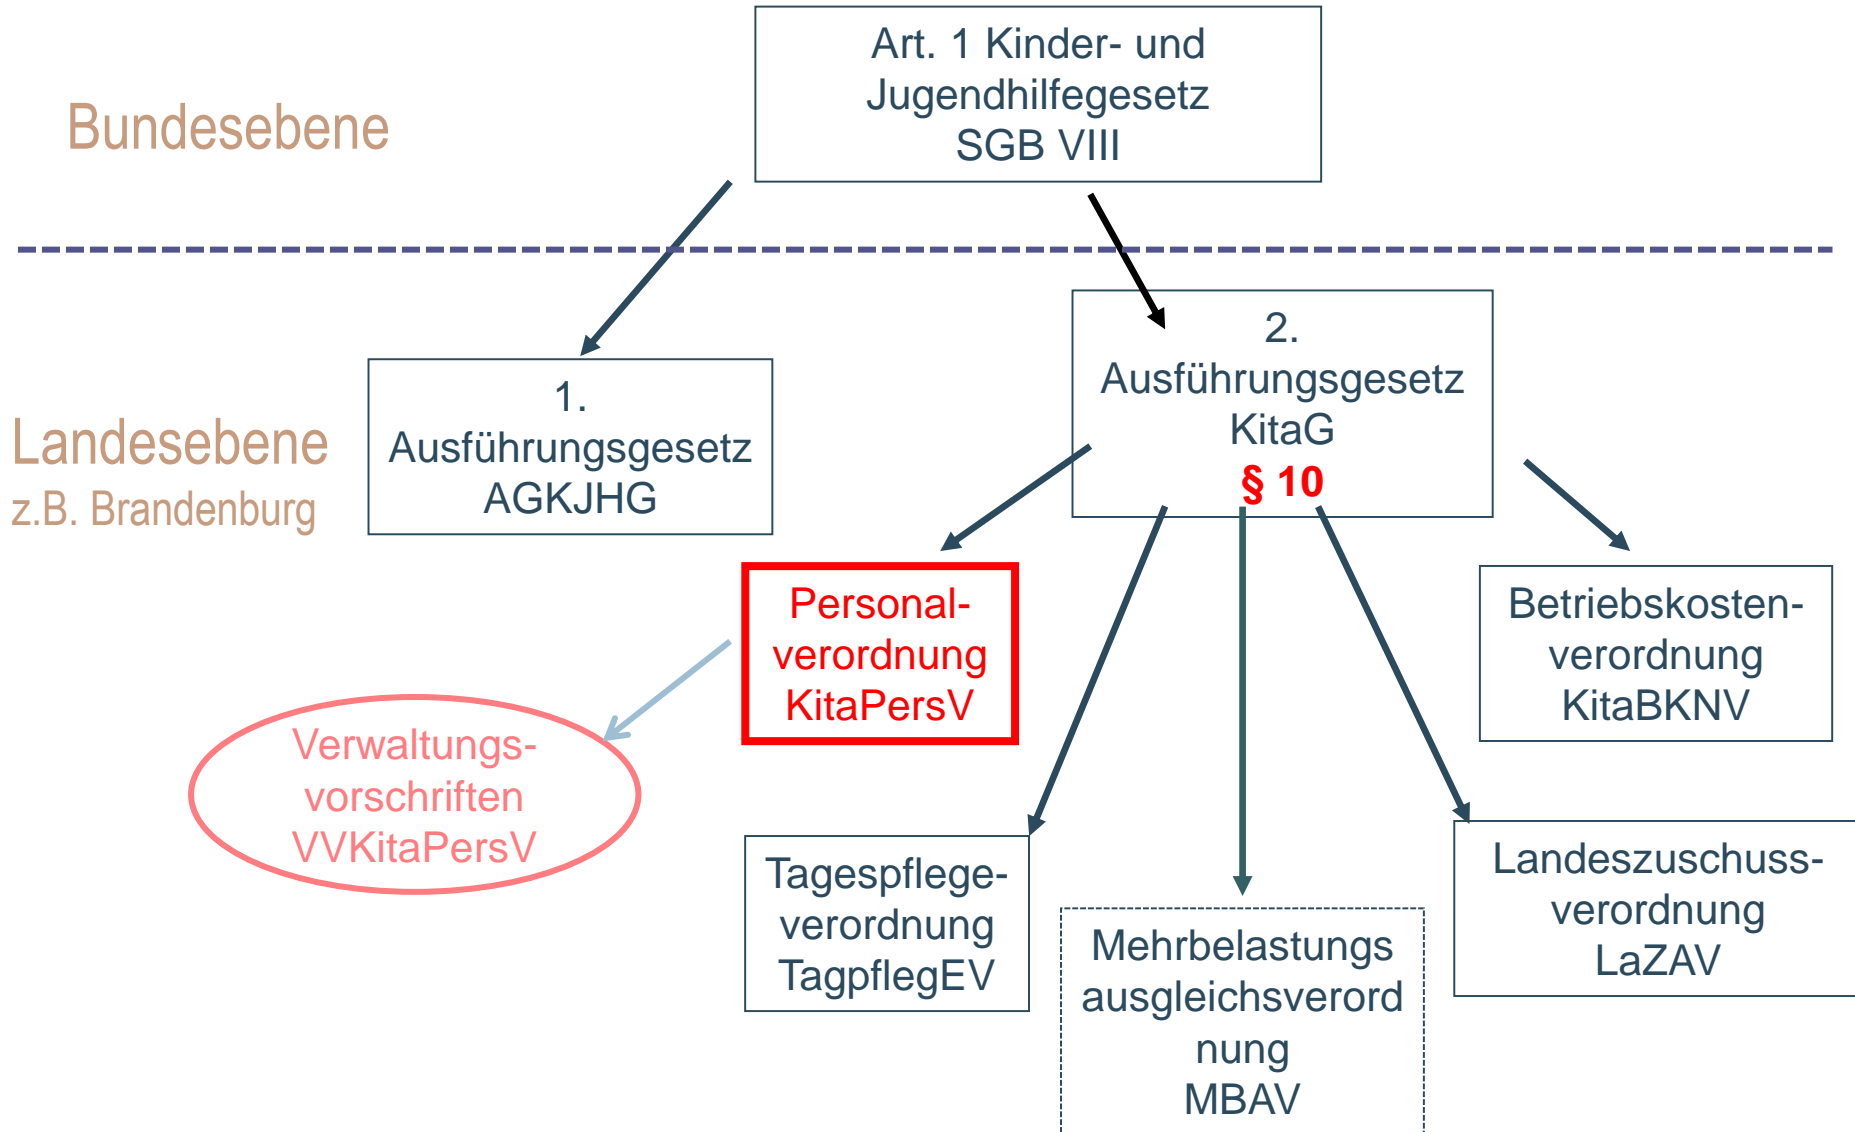 Art. 1 Kinder- und
Jugendhilfegesetz
SGB VIII
Bundesebene
1.
Ausführungsgesetz
AGKJHG
2.
Ausführungsgesetz
KitaG
§ 10
Landesebene
z.B. Brandenburg
Personal-
verordnung
KitaPersV
Betriebskosten-
verordnung
KitaBKNV
Verwaltungs-
vorschriften
VVKitaPersV
Tagespflege-
verordnung
TagpflegEV
Mehrbelastungs
ausgleichsverord
nung
MBAV
Landeszuschuss-
verordnung
LaZAV